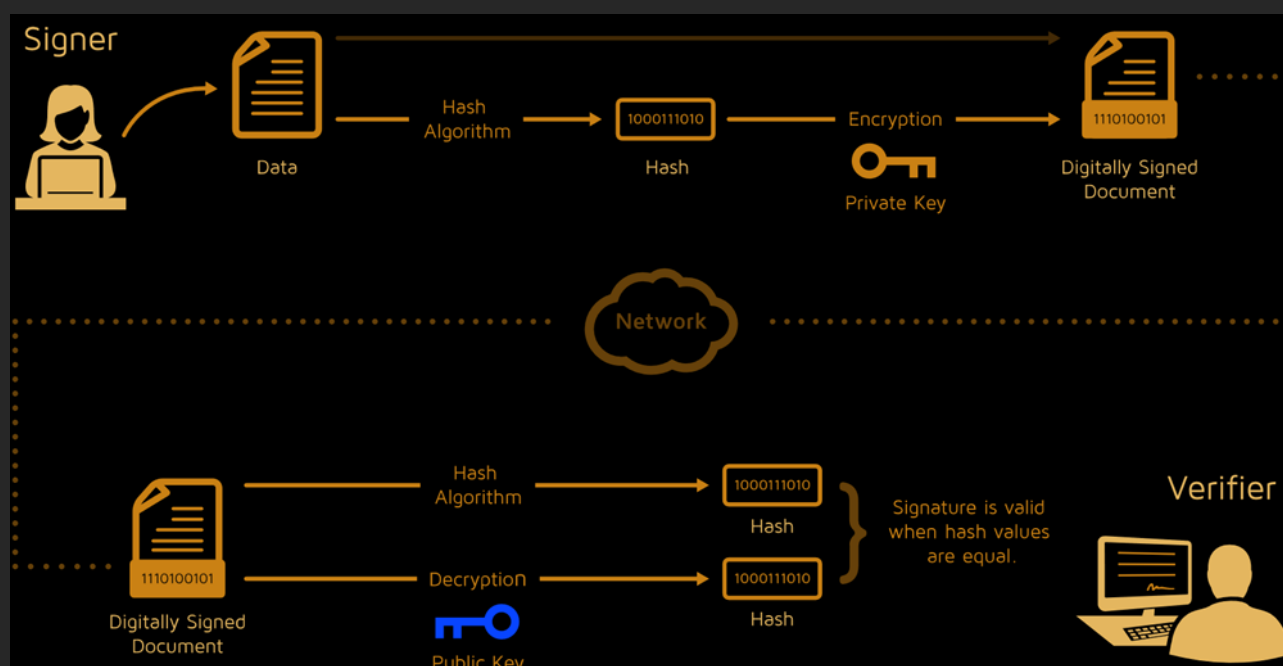 Signer
Data
Hash
Algorithm
1000111010
Hash
Encryption
Private Key
1110100101
Digitally Signed
Document
Network
1110100101
Digitally Signed
Document
Hash
Algorithm
1000111010
Hash
Decryption
Public Key
1000111010
Hash
Signature is valid
when hash values
are equal.
Verifier